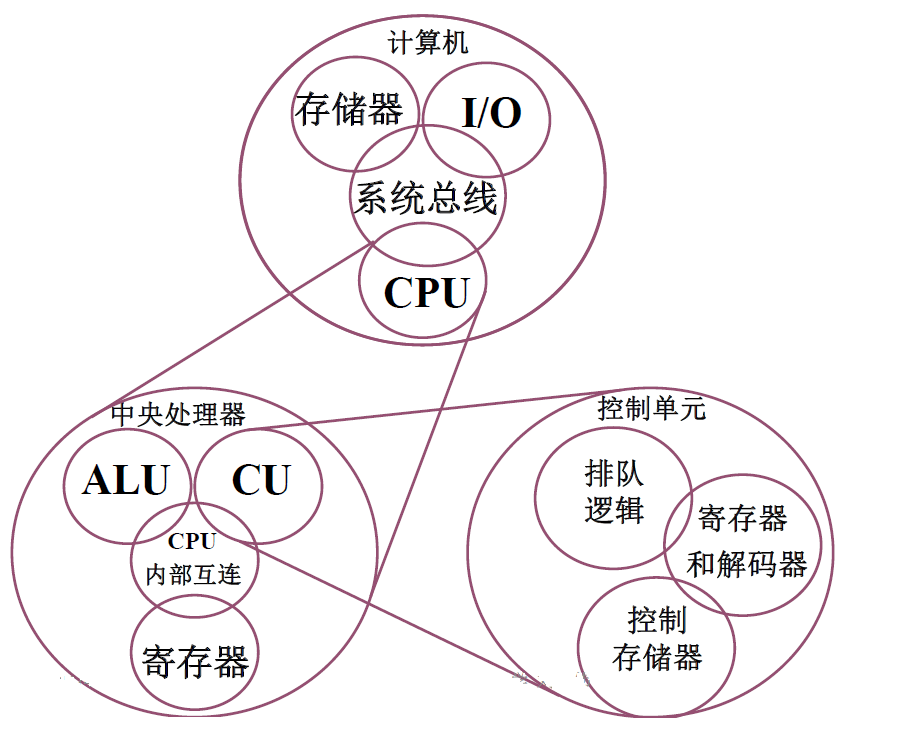 计算机
存储器
I/O
系统总线
CPU
中央处理器
ALU
CU
CPU
内部互连
寄存器
控制单元
排队
逻辑
寄存器
和解码器
控制
存储器